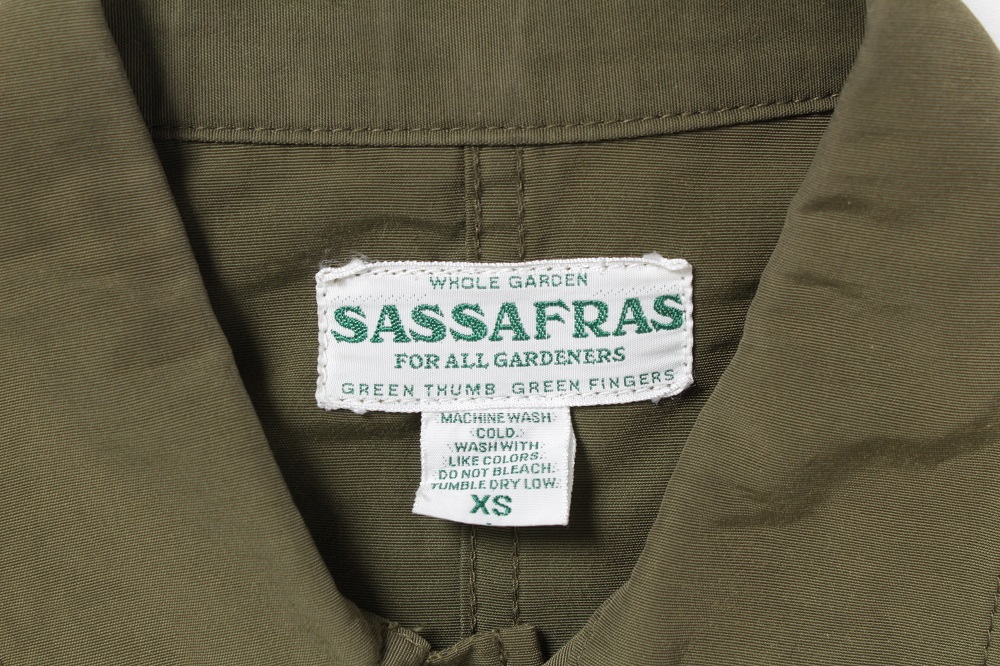 WHOLE GARDEN
SASSAFRAS
FOR ALL GARDENERS
GREEN THUMB GREEN FINGERS
MACHINE WASH
COLD.
WASH WITH
LIKE COLORS.
DO NOT BLEACH.
TUMBLE DRY LOW.
XS